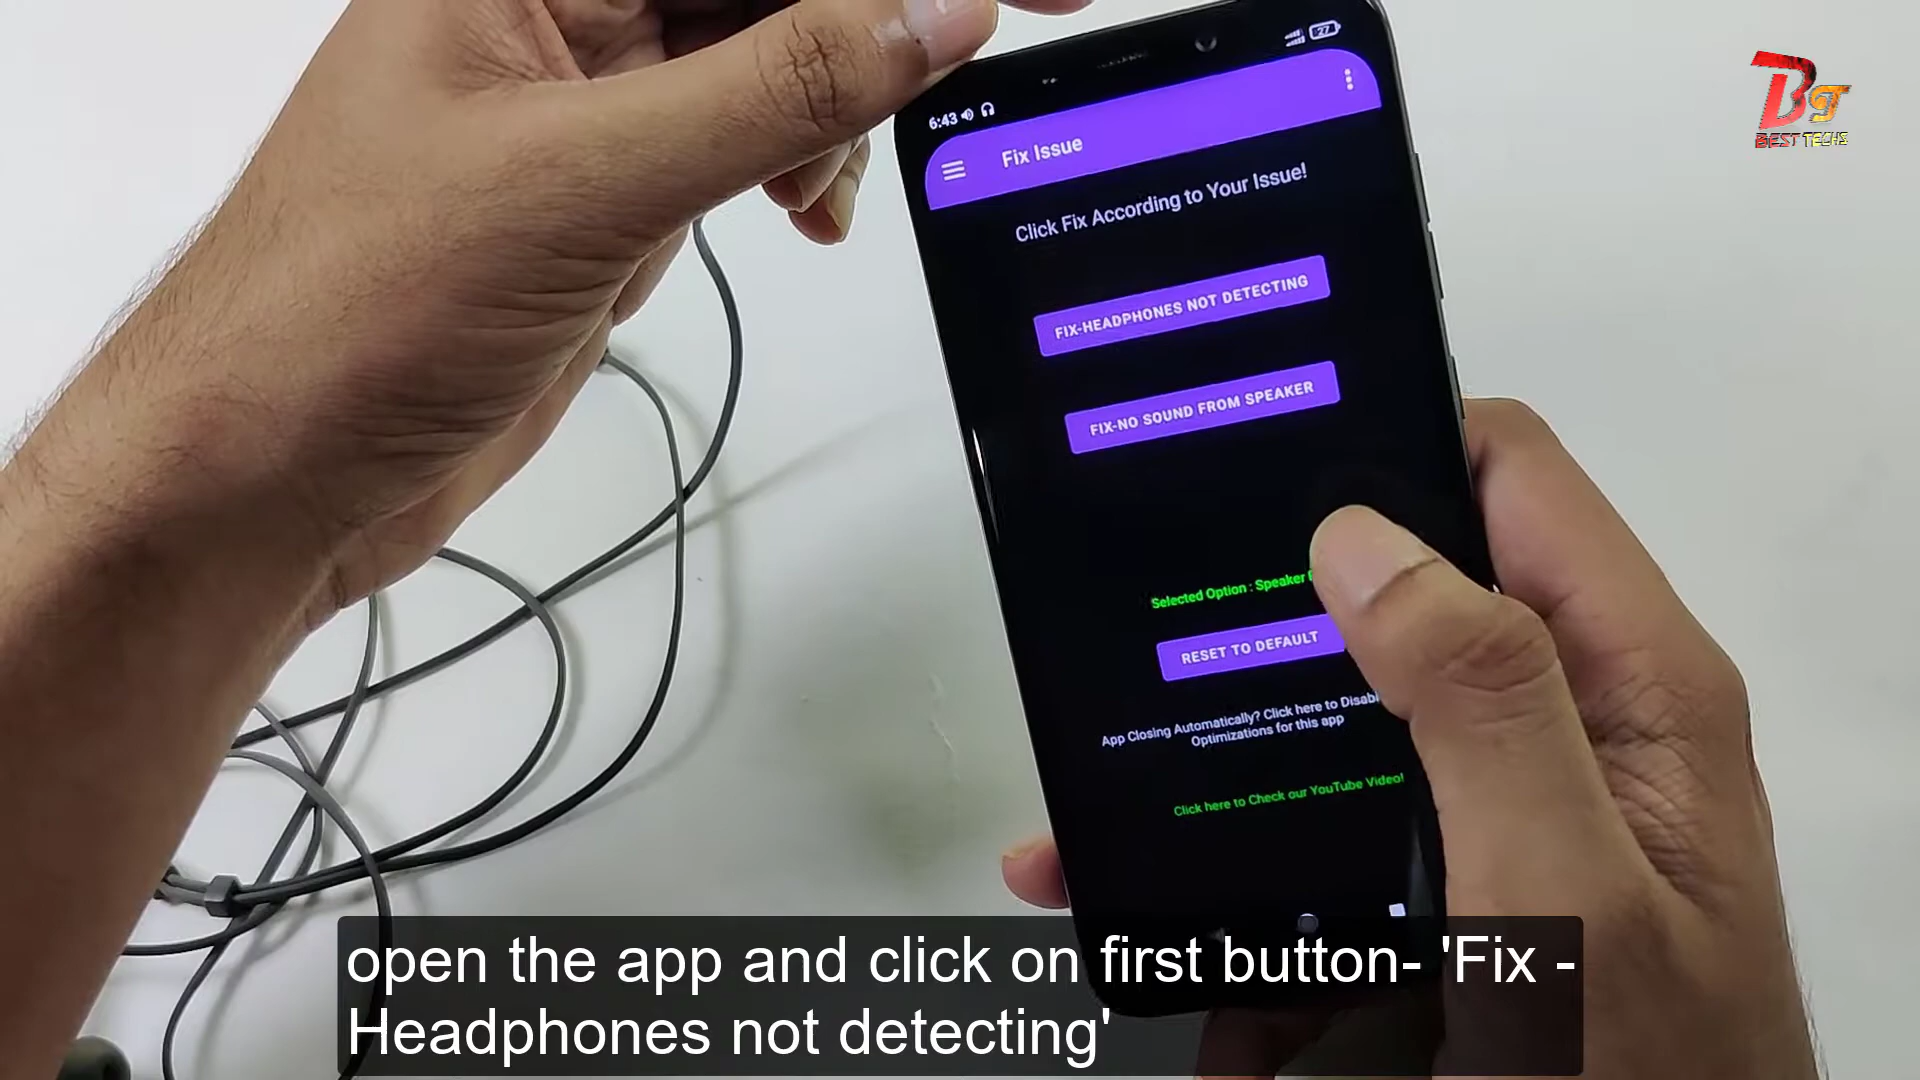 27
BEST TECHS
6:43
Fix Issue
Click Fix According to Your Issue!
FIX-HEADPHONES NOT DETECTING
FIX-NO SOUND FROM SPEAKER
Selected Option : Speaker
RESET TO DEFAULT
App Closing Automatically? Click here to
Optimizations for this app
Click here to Check our YouTube Video!
open the app and click on first button- 'Fix -
Headphones not detecting'